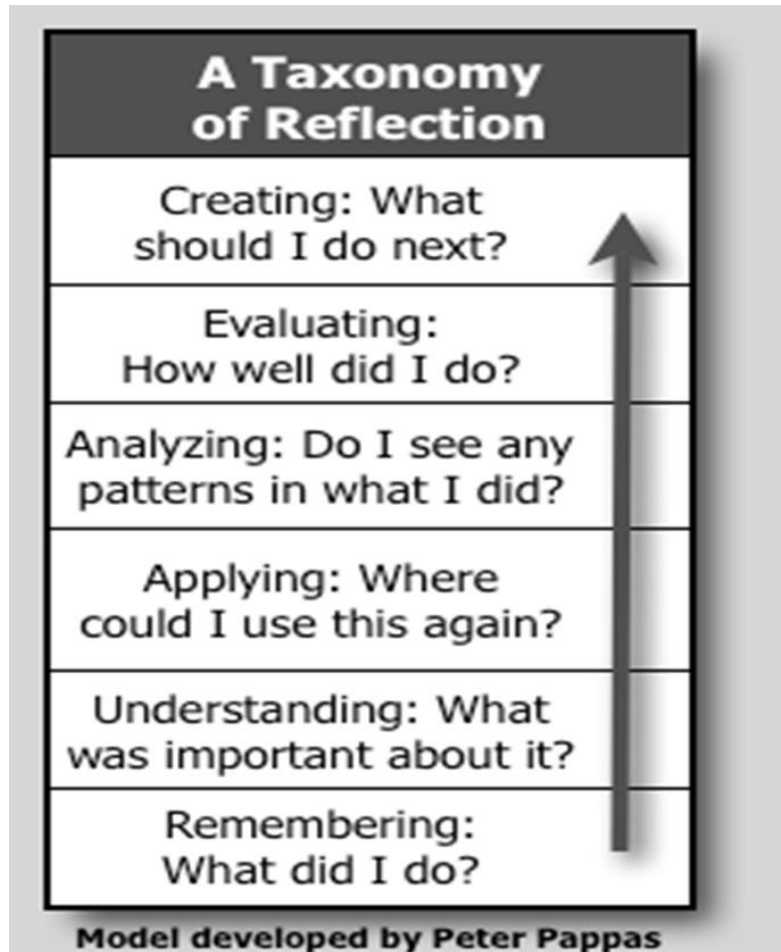 A Taxonomy
of Reflection
Creating: What
should I do next?
Evaluating:
How well did I do?
Analyzing: Do I see any
patterns in what I did?
Applying: Where
could I use this again?
Understanding: What
was important about it?
Remembering:
What did I do?
Model developed by Peter Pappas